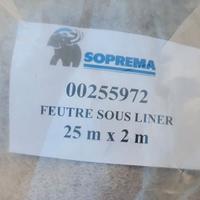 SOPREMA
00255972
FEUTRE SOUS LINER
25 m x 2 m